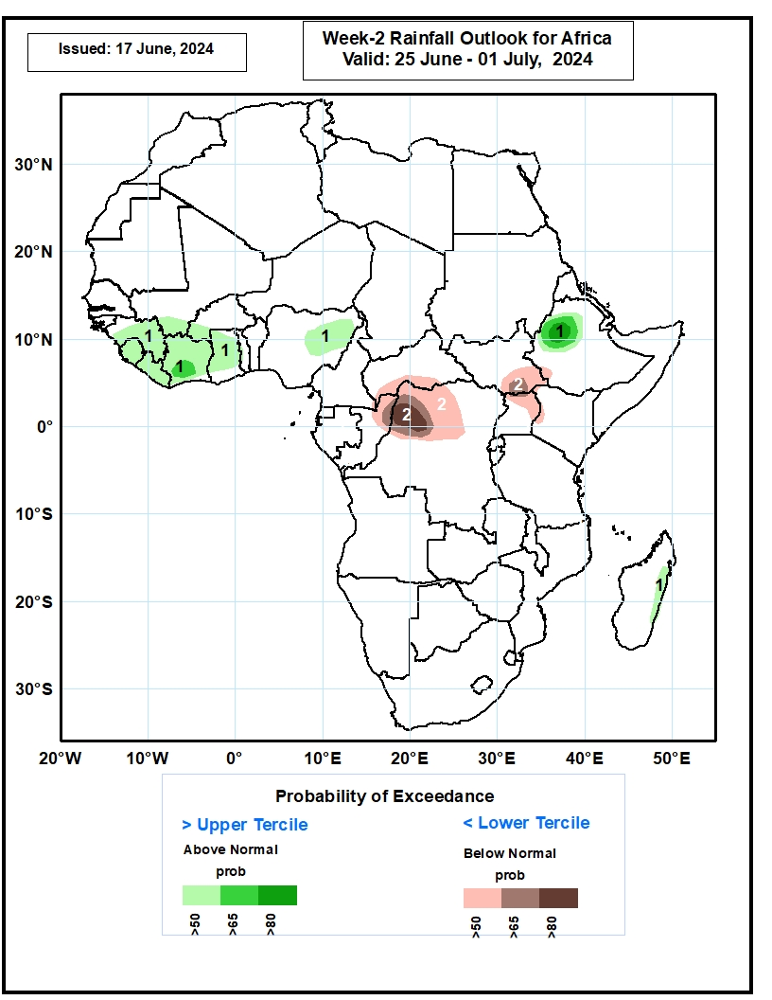 Issued: 17 June, 2024
Week-2 Rainfall Outlook for Africa
Valid: 25 June - 01 July, 2024
30°N
20°N
10°N
0°
10°S
20°S
30°S
1
1
1
1
1
2
2
2
1
20°W
10°W
0°
10°E
20°E
30°E
40°E
50°E
Probability of Exceedance
> Upper Tercile
< Lower Tercile
Above Normal
Below Normal
prob
prob
>50
>65
>80
>50
>65
>80